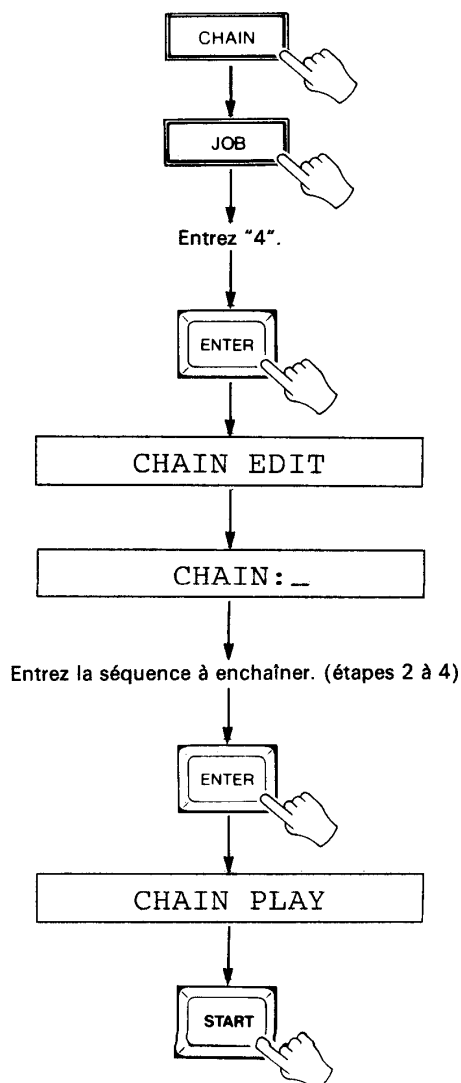 CHAIN
JOB
Entrez "4".
ENTER
CHAIN EDIT
CHAIN:_
Entrez la séquence à enchaîner. (étapes 2 à 4)
ENTER
CHAIN PLAY
START